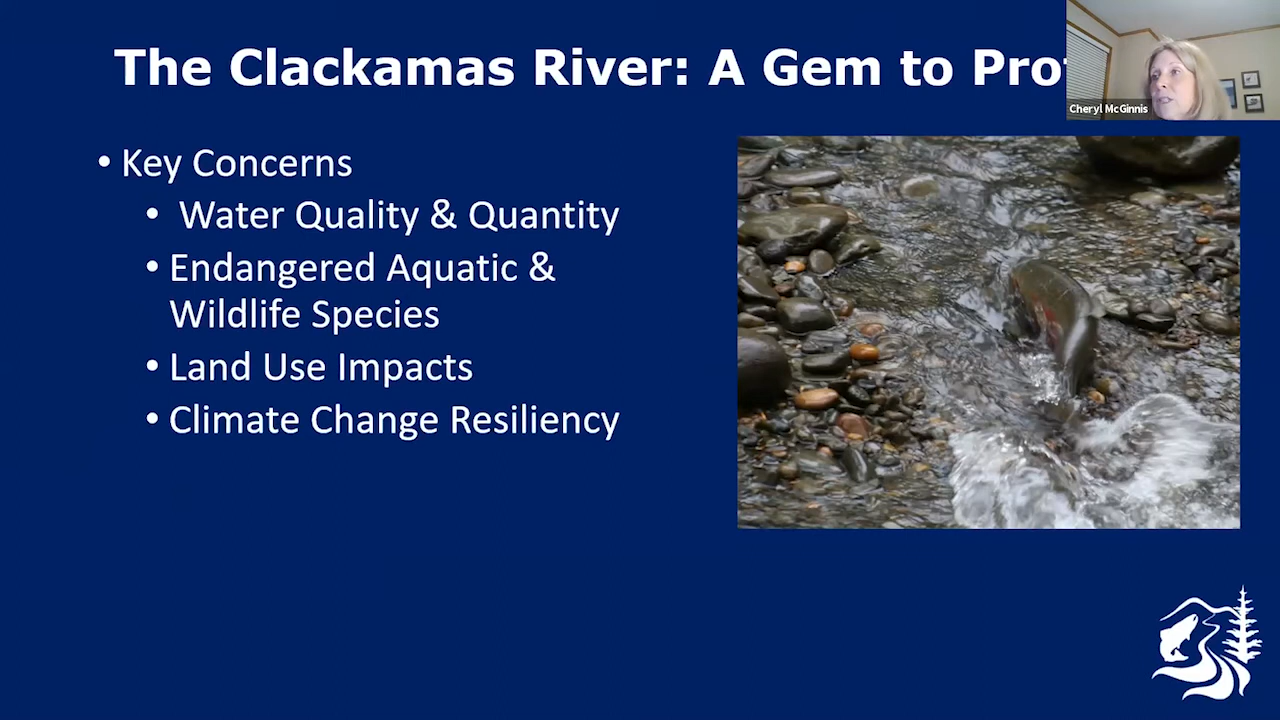 The Clackamas River: A Gem to
Cheryl McGinnis
• Key Concerns
• Water Quality & Quantity
• Endangered Aquatic &
Wildlife Species
• Land Use Impacts
• Climate Change Resiliency